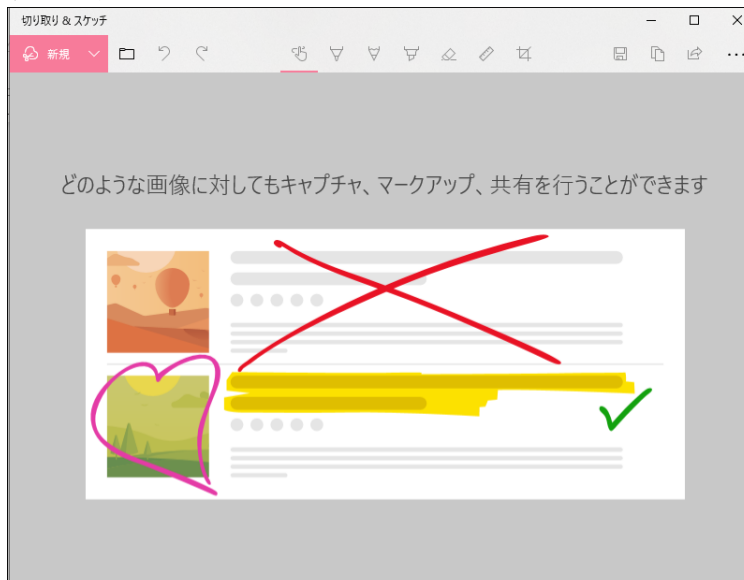 切り取り & スケッチ
新規
どのような画像に対してもキャプチャ、マークアップ、共有を行うことができます